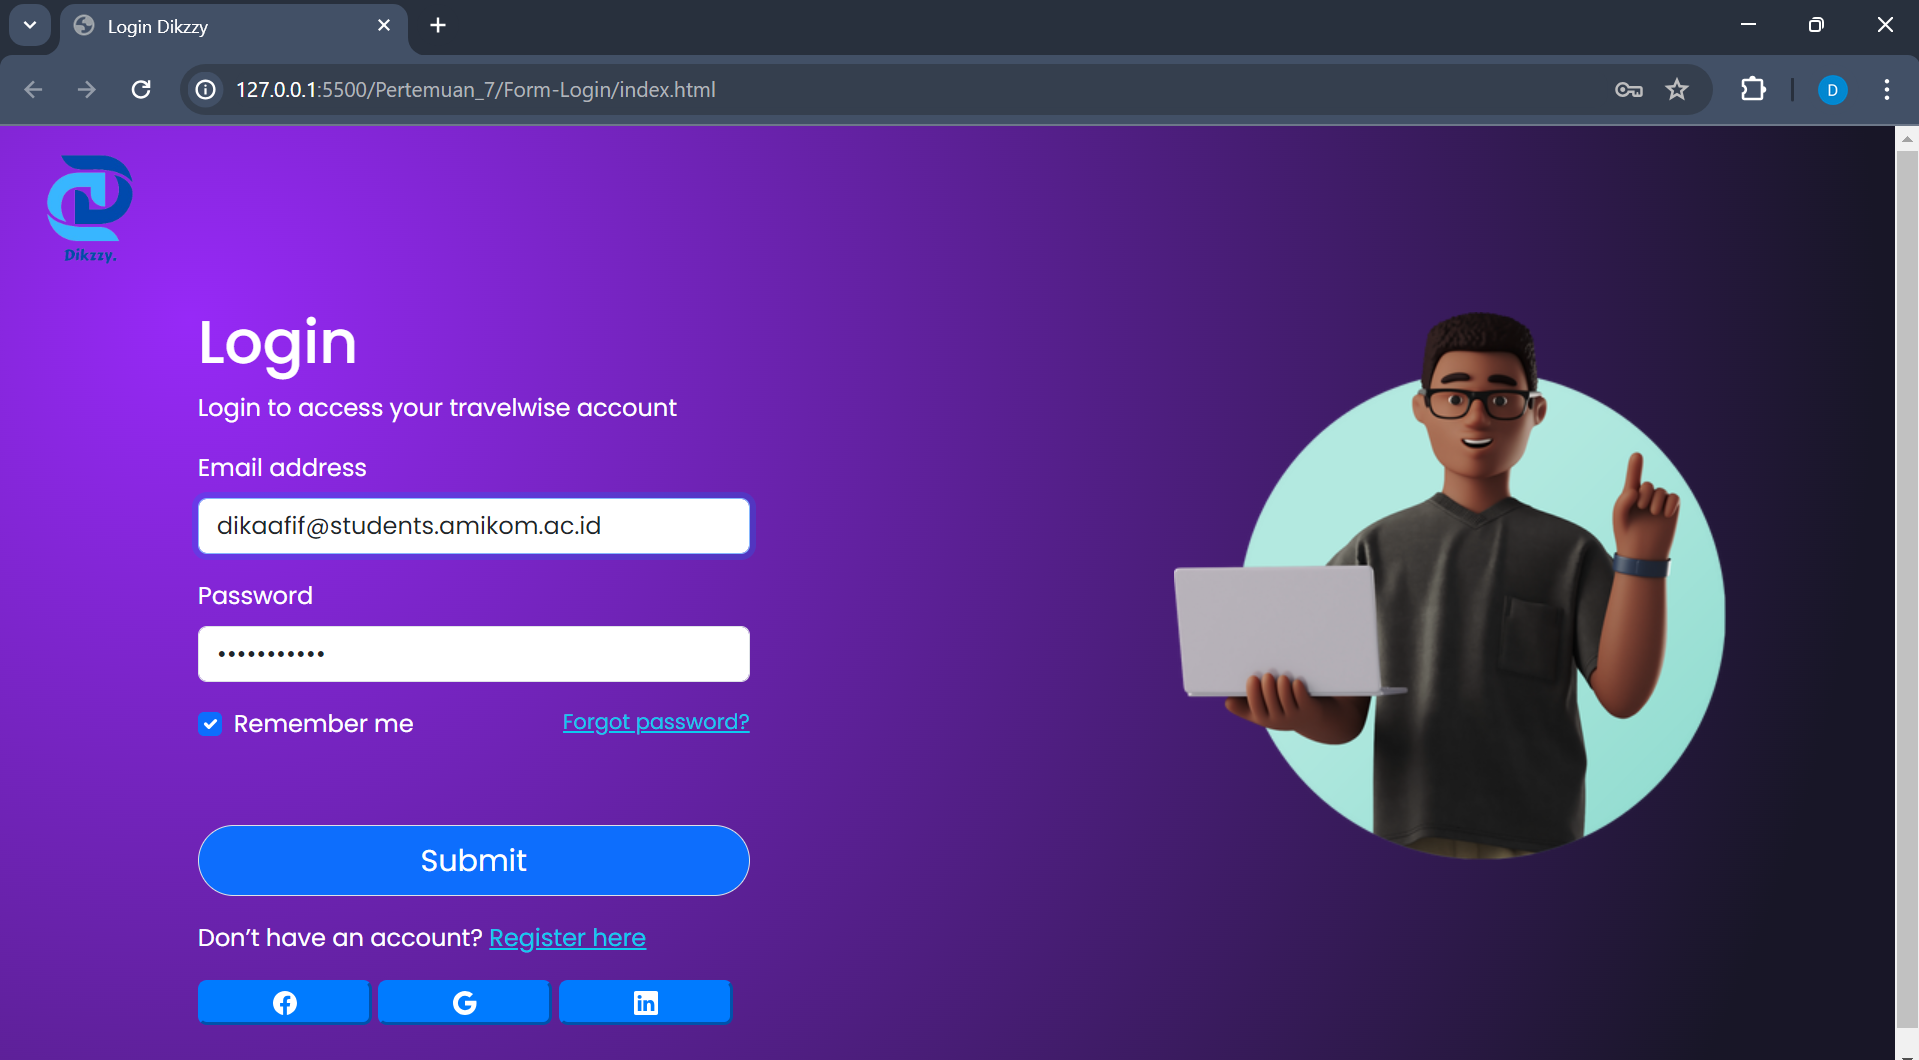 Login Dikzzy
127.0.0.1:5500/Pertemuan_7/Form-Login/index.html
D
Dikzzy.
Login
Login to access your travelwise account
Email address
dikaafif@students.amikom.ac.id
Password
•••••••••••
Remember me
Forgot password?
Submit
Don’t have an account? Register here